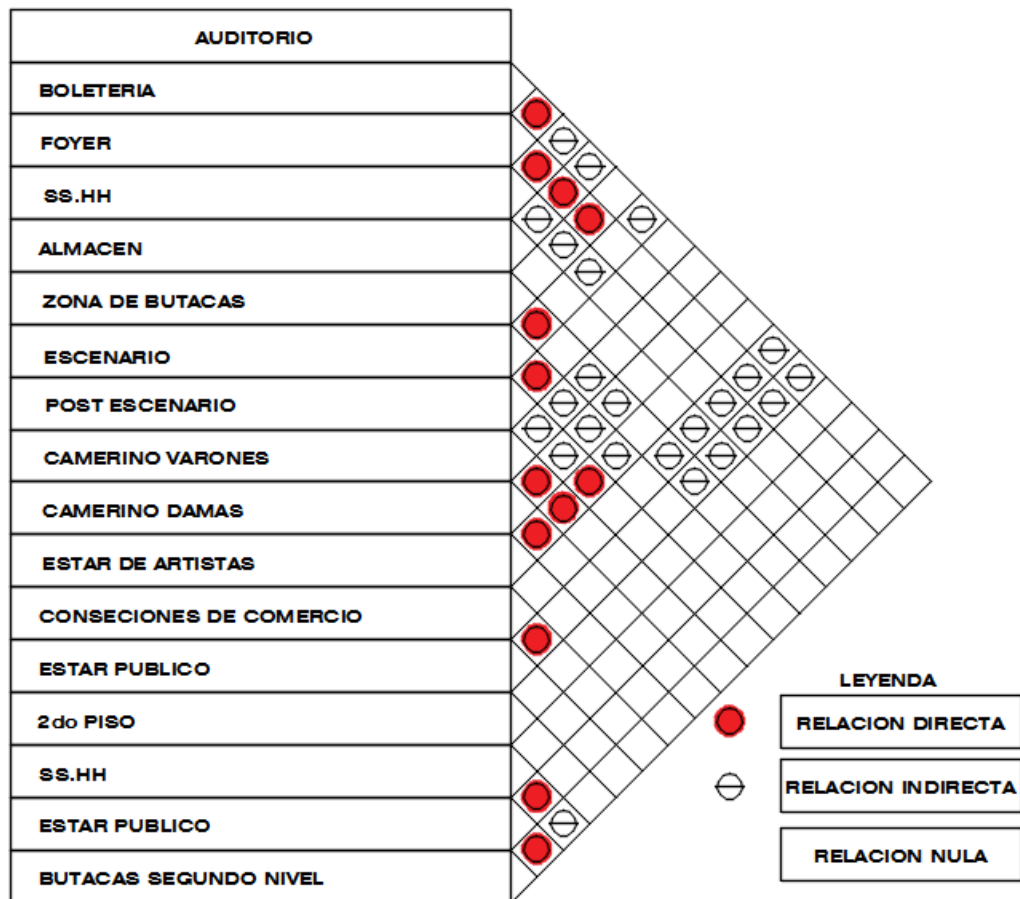 AUDITORIO
BOLETERIA
FOYER
SS.HH
ALMACEN
ZONA DE BUTACAS
ESCENARIO
POST ESCENARIO
CAMERINO VARONES
CAMERINO DAMAS
ESTAR DE ARTISTAS
CONSECIONES DE COMERCIO
ESTAR PUBLICO
2do PISO
SS.HH
ESTAR PUBLICO
BUTACAS SEGUNDO NIVEL
LEYENDA
RELACION DIRECTA
RELACION INDIRECTA
RELACION NULA